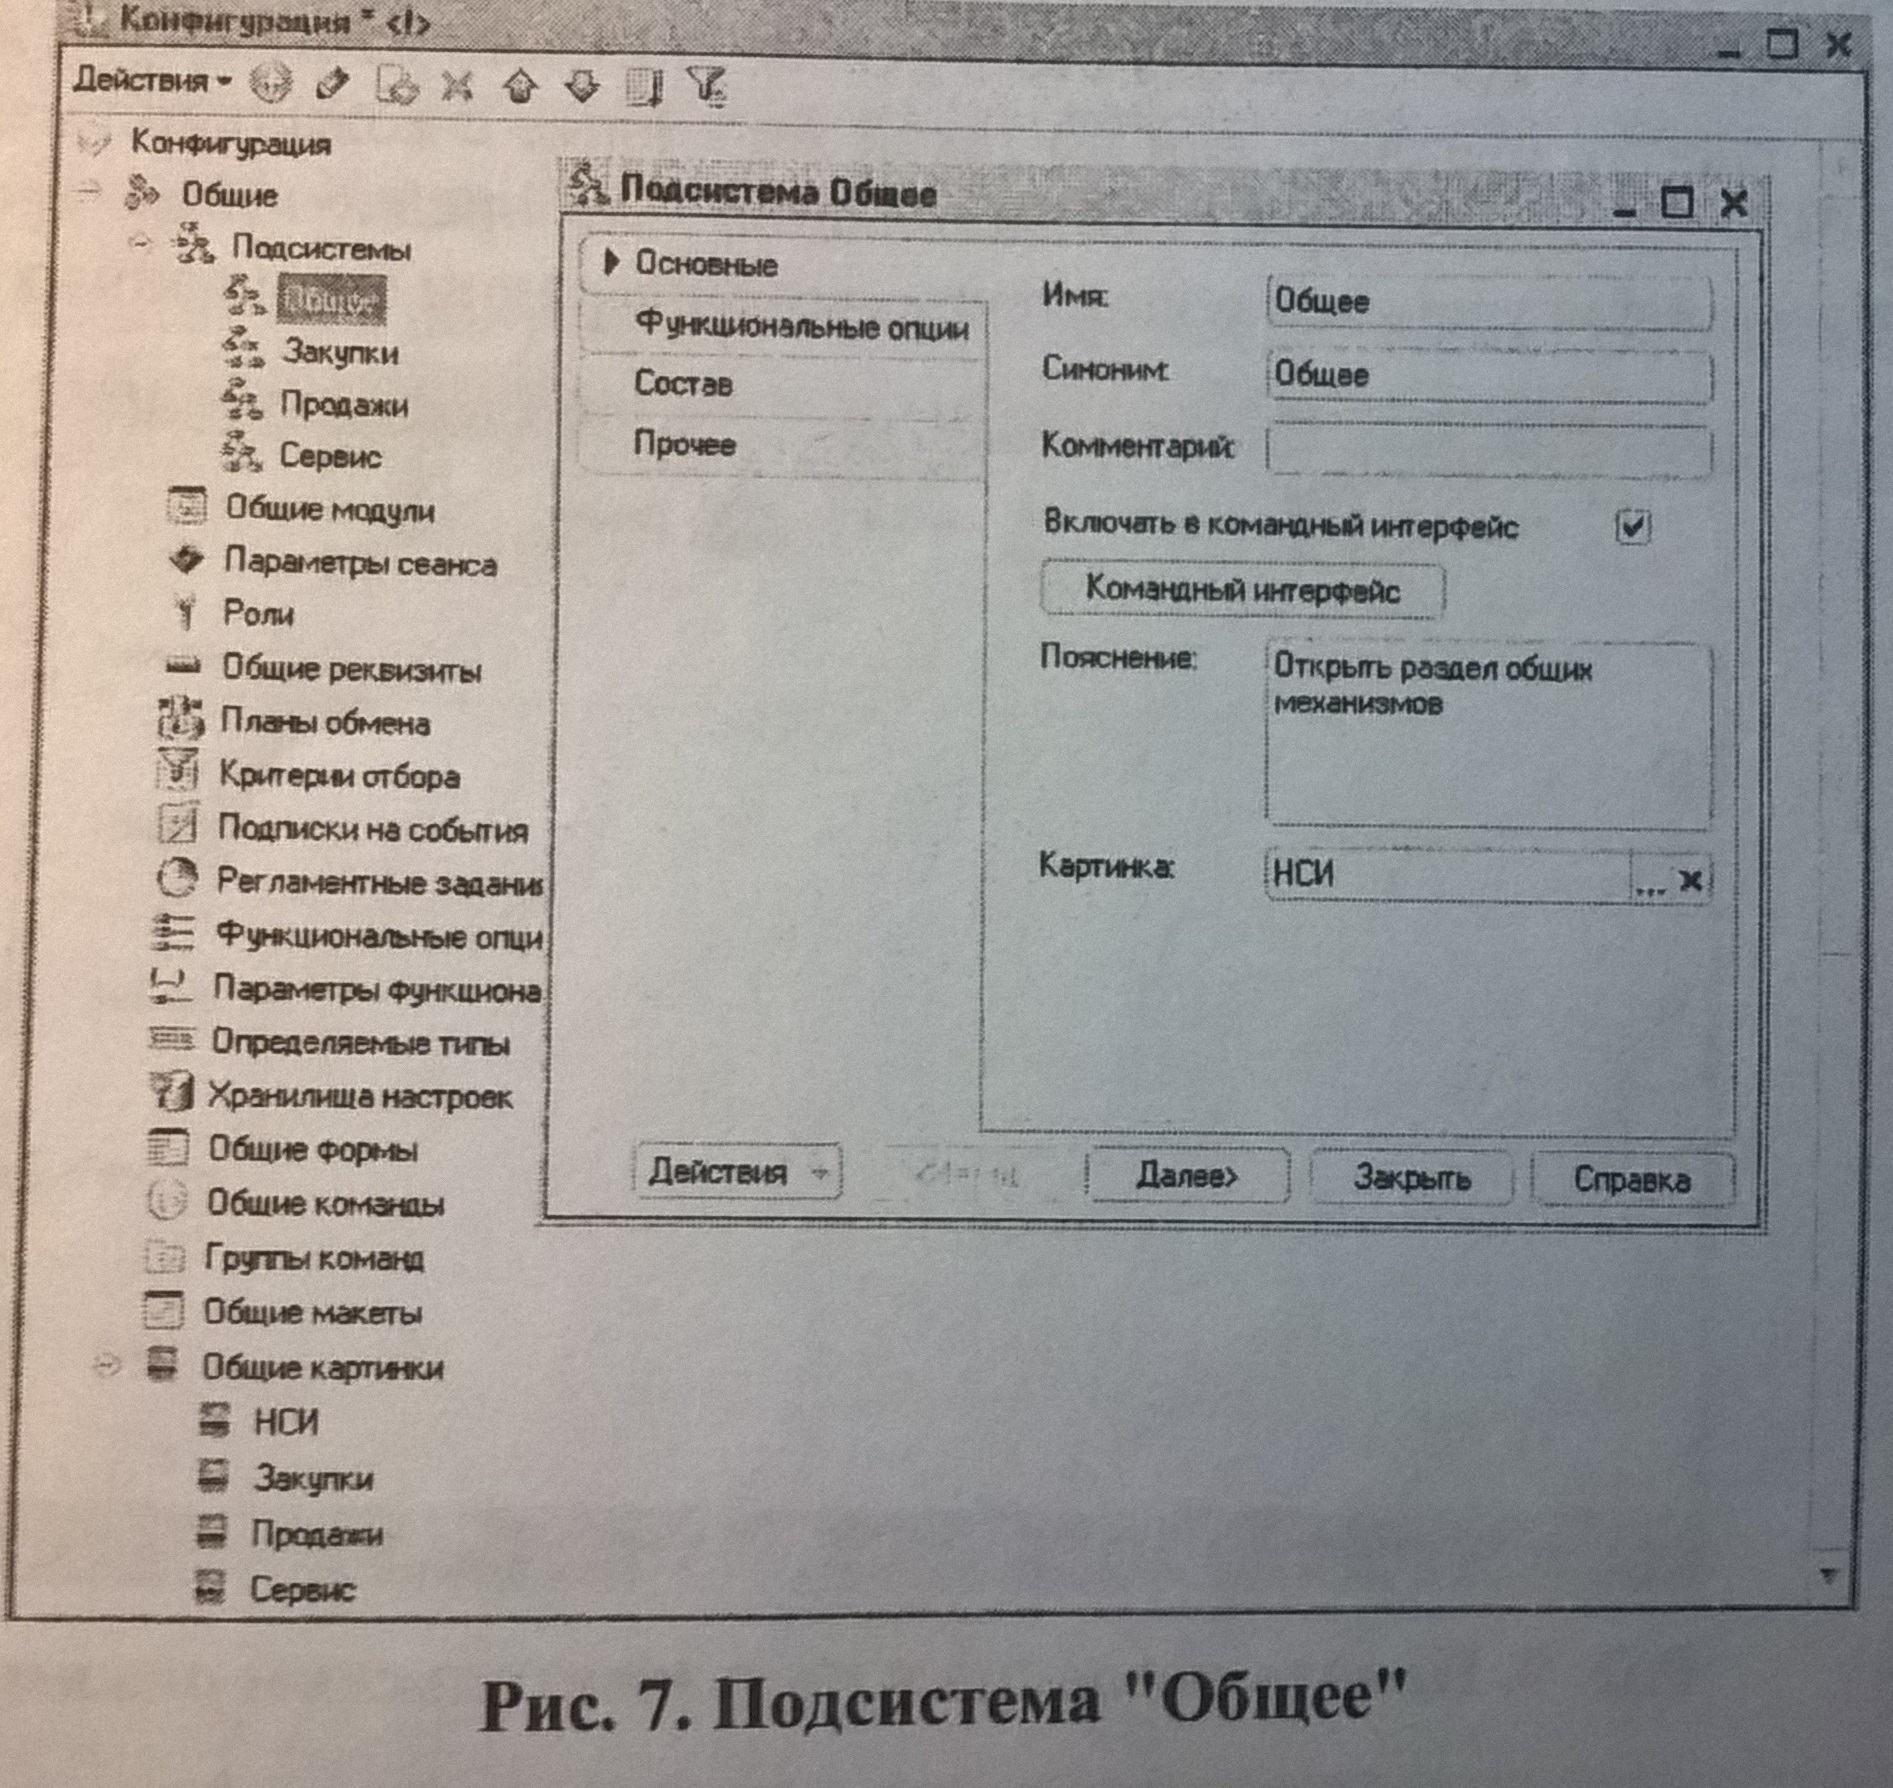 Конфигурация * <!>
Действия
Конфигурация
Общие
Подсистемы
Закупки
Продажи
Сервис
Общие модули
Параметры сеанса
Роли
Общие реквизиты
Планы обмена
Критерии отбора
Подписки на события
Регламентные задания
Функциональные опци
Параметры функциона
Определяемые типы
Хранилища настроек
Общие формы
Общие команды
Группы команд
Общие макеты
Общие картинки
НСИ
Закупки
Продажи
Сервис
Подсистема Общее
Основные
Функциональные опции
Состав
Прочее
Имя: Общее
Синоним: Общее
Комментарий:
Включать в командный интерфейс
Командный интерфейс
Пояснение: Открыть раздел общих
механизмов
Картинка: НСИ ... x
Действия
Далее> Закрыть Справка
Рис. 7. Подсистема "Общее"